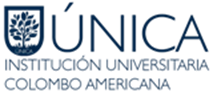 ÚNICA
INSTITUCIÓN UNIVERSITARIA
COLOMBO AMERICANA